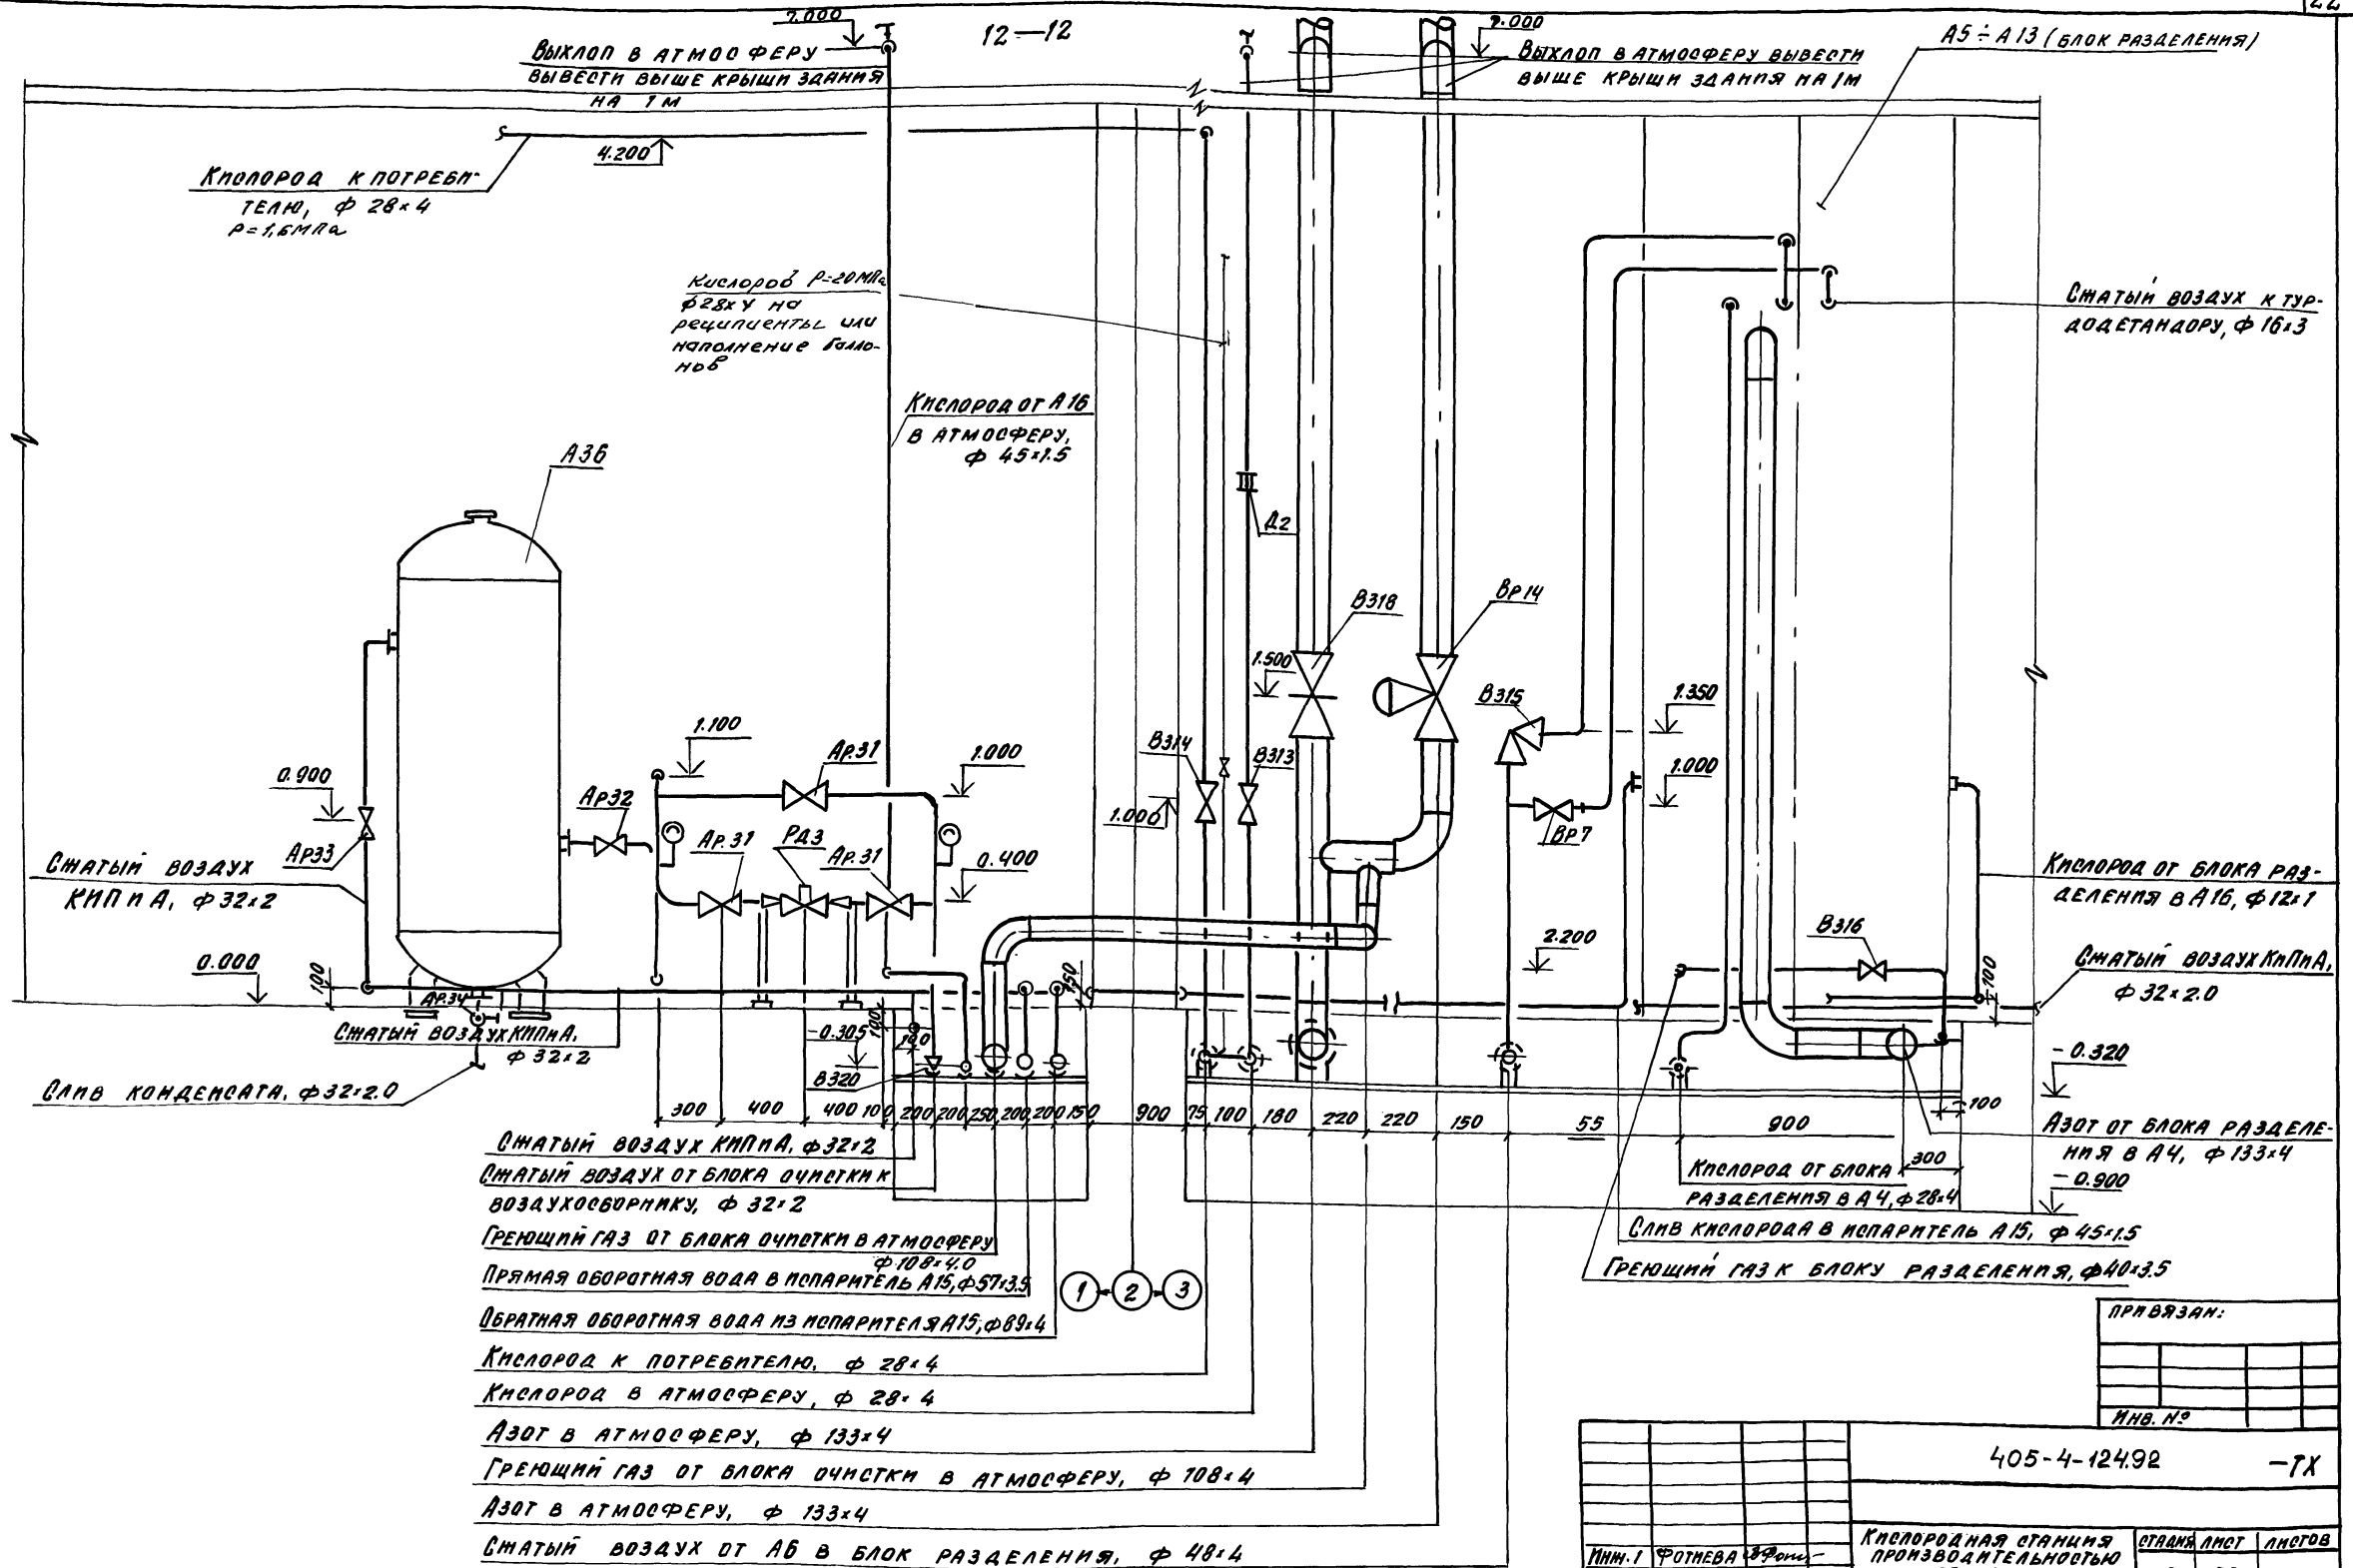 22
7.000
12—12
7.000
Выхлоп в атмосферу
вывести выше крыши здания
на 1 м
Выхлоп в атмосферу вывести
выше крыши здания на 1м
А5 ÷ А13 (блок разделения)
4.200
Кислород к потреби-
телю, ф 28×4
Р=1,6МПа
Кислород Р=20МПа
ф28х4 на
реципиенты или
наполнение балло-
нов
Сжатый воздух к тур-
додетандору, ф 16×3
Кислород от А16
в атмосферу,
ф 45×1.5
А36
Д2
В318
Вр14
1.500
В315
1.350
1.100
Ар.31
1.000
В314
В313
1.000
0.900
Ар32
1.000
Вр7
Ар33
Ар.31
Рд3
Ар.31
0.400
Сжатый воздух
КИПиА, ф32×2
Кислород от блока раз-
деления в А16, ф12×1
В316
2.200
0.000
100
Ар.34
150
100
Сжатый воздух КиПиА,
ф 32×2.0
Сжатый воздух КИПиА.
ф 32×2
-0.305
100
100
В320
-0.320
Слив конденсата, ф32×2.0
300
400
400
100
200
200
250
200
200
150
900
75
100
180
220
220
150
55
900
100
300
Сжатый воздух КИПиА, ф32×2
Сжатый воздух от блока очистки к
воздухосборнику, ф 32×2
Греющий газ от блока очистки в атмосферу
ф 108×4.0
Прямая оборотная вода в испаритель А15, ф57×3.5
Обратная оборотная вода из испарителя А15, ф89×4
Кислород к потребителю, ф 28×4
Кислород в атмосферу, ф 28×4
Азот в атмосферу, ф 133×4
Греющий газ от блока очистки в атмосферу, ф 108×4
Азот в атмосферу, ф 133×4
Сжатый воздух от А6 в блок разделения, ф 48×4
1
2
3
Азот от блока разделе-
ния в А4, ф 133×4
-0.900
Кислород от блока
разделения в А4, ф28×4
Слив кислорода в испаритель А15, ф 45×1.5
Греющий газ к блоку разделения, ф40×3.5
Привязан:
Инв. №
405-4-124.92
-ТХ
Инж. 1
Фотиева
Кислородная станция
производительностью
стадия
лист
листов